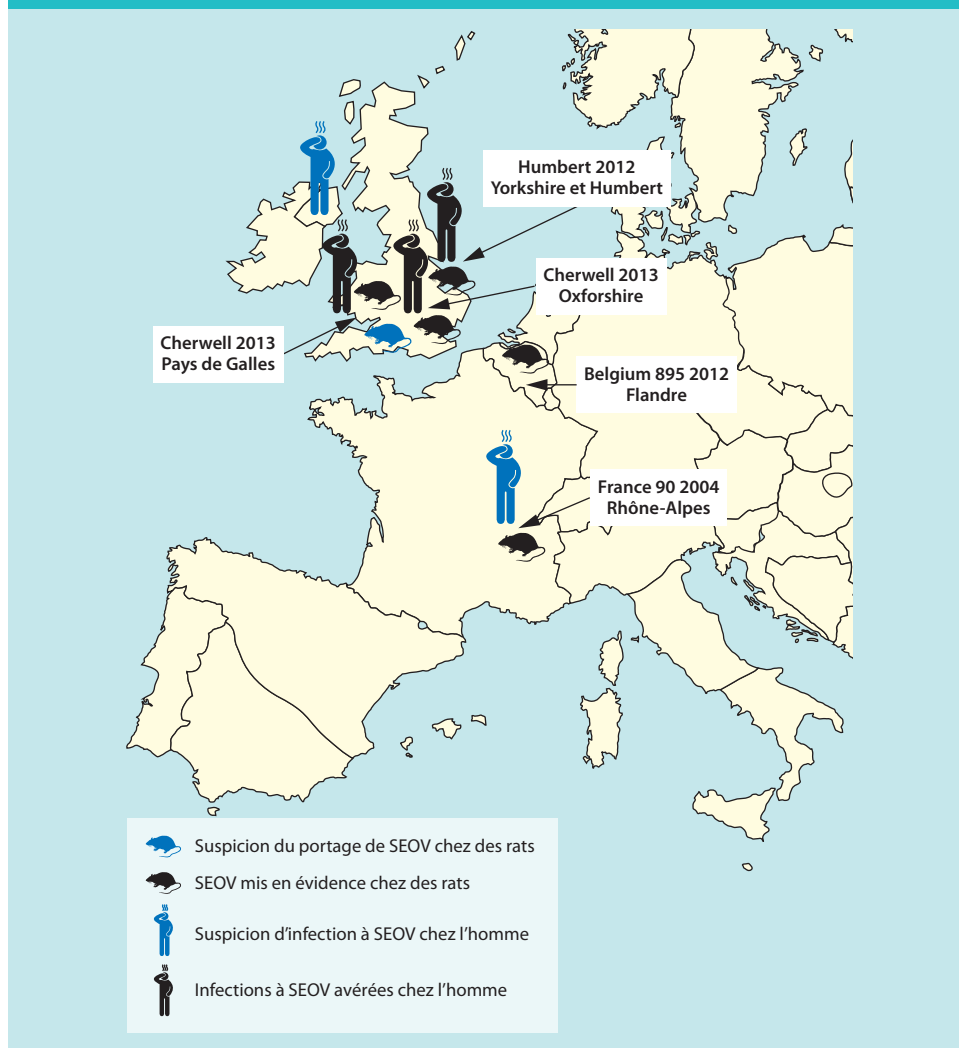 Humbert 2012
Yorkshire et Humbert
Cherwell 2013
Oxforshire
Cherwell 2013
Pays de Galles
Belgium 895 2012
Flandre
France 90 2004
Rhône-Alpes
Suspicion du portage de SEOV chez des rats
SEOV mis en évidence chez des rats
Suspicion d’infection à SEOV chez l’homme
Infections à SEOV avérées chez l’homme